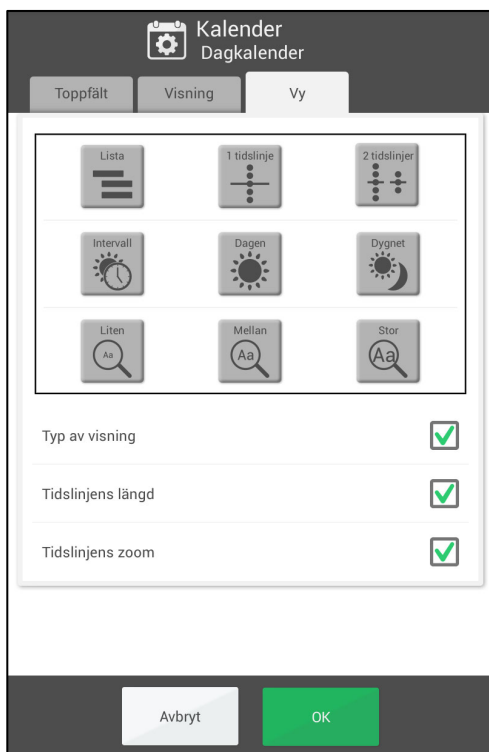 Kalender
Dagkalender
Toppfält Visning Vy
Lista 1 tidslinje 2 tidslinjer
Intervall Dagen Dygnet
Liten Mellan Stor
Aa Aa Aa
Typ av visning
Tidslinjens längd
Tidslinjens zoom
Avbryt OK